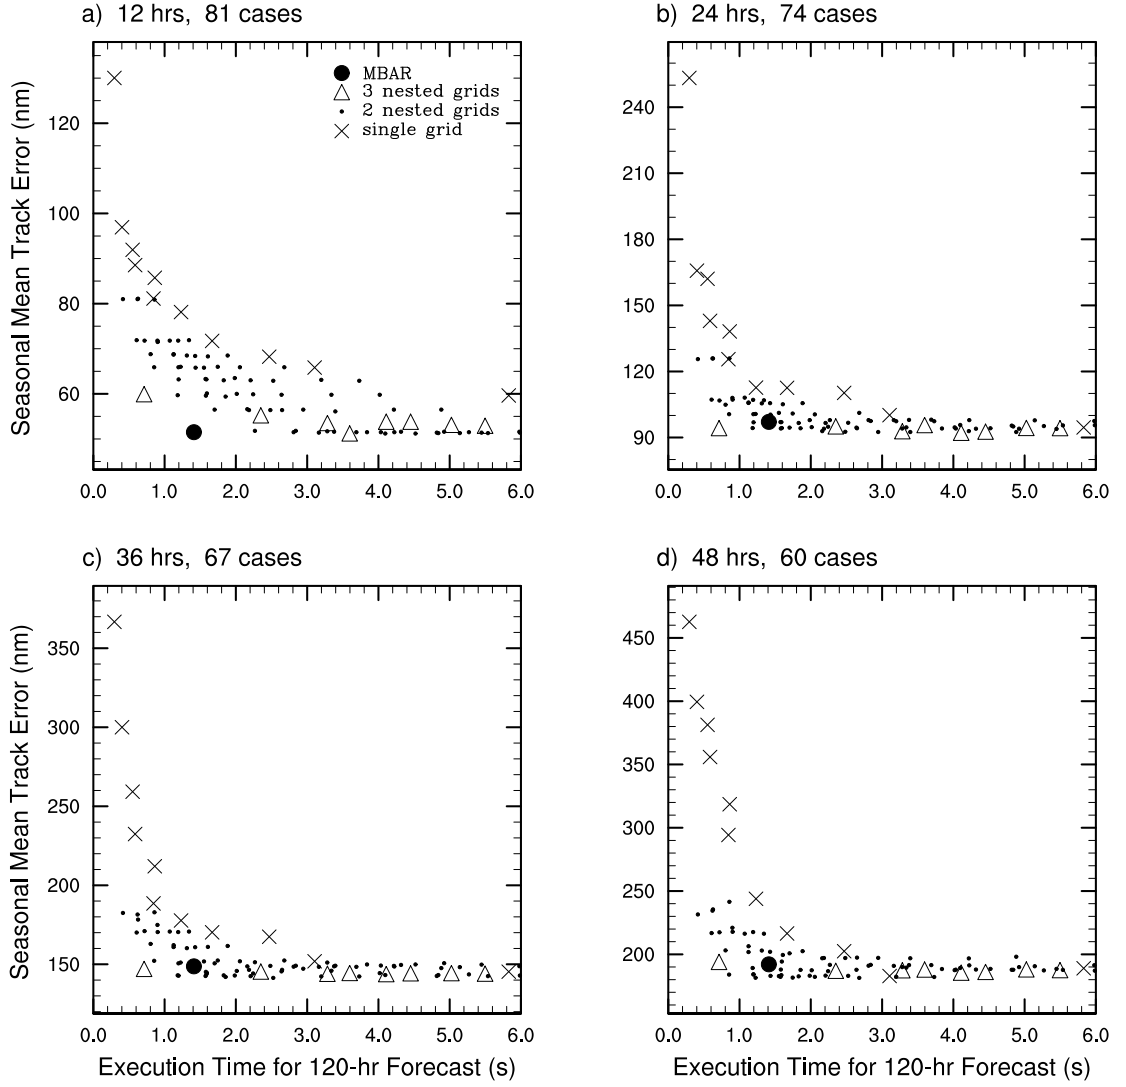 a) 12 hrs, 81 cases
Seasonal Mean Track Error (nm)
120
100
80
60
0.0 1.0 2.0 3.0 4.0 5.0 6.0
MBAR
3 nested grids
2 nested grids
single grid
b) 24 hrs, 74 cases
240
210
180
150
120
90
0.0 1.0 2.0 3.0 4.0 5.0 6.0
c) 36 hrs, 67 cases
Seasonal Mean Track Error (nm)
350
300
250
200
150
0.0 1.0 2.0 3.0 4.0 5.0 6.0
Execution Time for 120-hr Forecast (s)
d) 48 hrs, 60 cases
450
400
350
300
250
200
0.0 1.0 2.0 3.0 4.0 5.0 6.0
Execution Time for 120-hr Forecast (s)